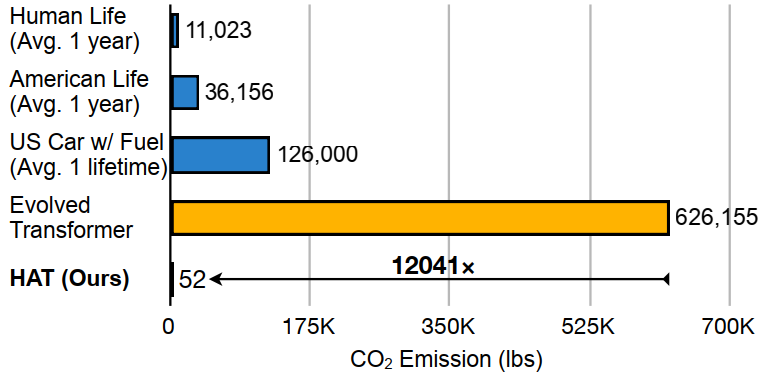 Human Life
(Avg. 1 year)
11,023
American Life
(Avg. 1 year)
36,156
US Car w/ Fuel
(Avg. 1 lifetime)
126,000
Evolved
Transformer
626,155
HAT (Ours)
52
12041×
0 175K 350K 525K 700K
CO₂ Emission (lbs)